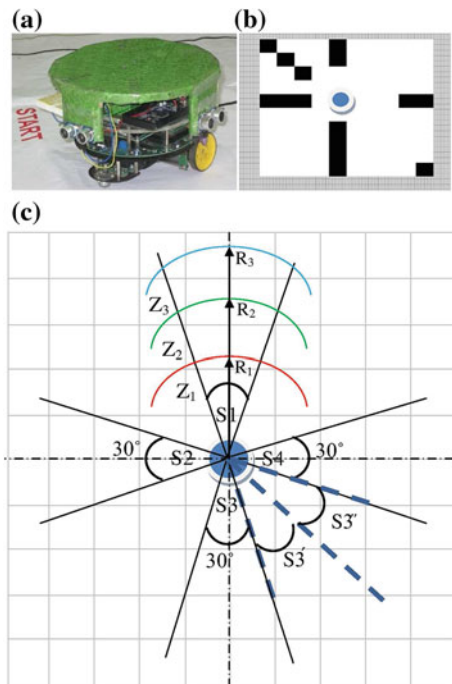 (a)
(b)
START
(c)
R3
Z3
R2
Z2
R1
Z1
S1
30°
30°
S2
S4
S3
S3″
30°
S3′